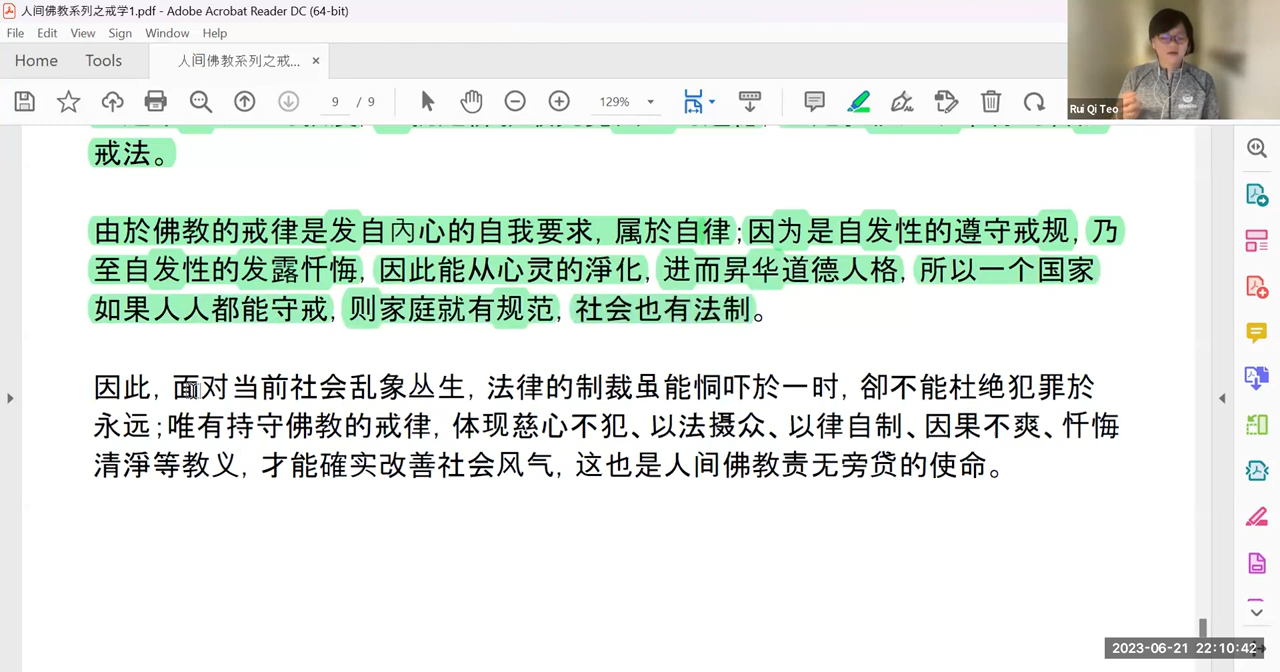 人间佛教系列之戒学1.pdf - Adobe Acrobat Reader DC (64-bit)
File Edit View Sign Window Help
Home Tools 人间佛教系列之戒... ×
9 / 9 129%
Rui Qi Teo
戒法。
由於佛教的戒律是发自內心的自我要求, 属於自律;因为是自发性的遵守戒规, 乃
至自发性的发露忏悔, 因此能从心灵的淨化, 进而昇华道德人格, 所以一个国家
如果人人都能守戒, 则家庭就有规范, 社会也有法制。
因此, 面对当前社会乱象丛生, 法律的制裁虽能恫吓於一时, 卻不能杜绝犯罪於
永远;唯有持守佛教的戒律, 体现慈心不犯、以法摄众、以律自制、因果不爽、忏悔
清淨等教义, 才能確实改善社会风气, 这也是人间佛教责无旁贷的使命。
2023-06-21 22:10:42